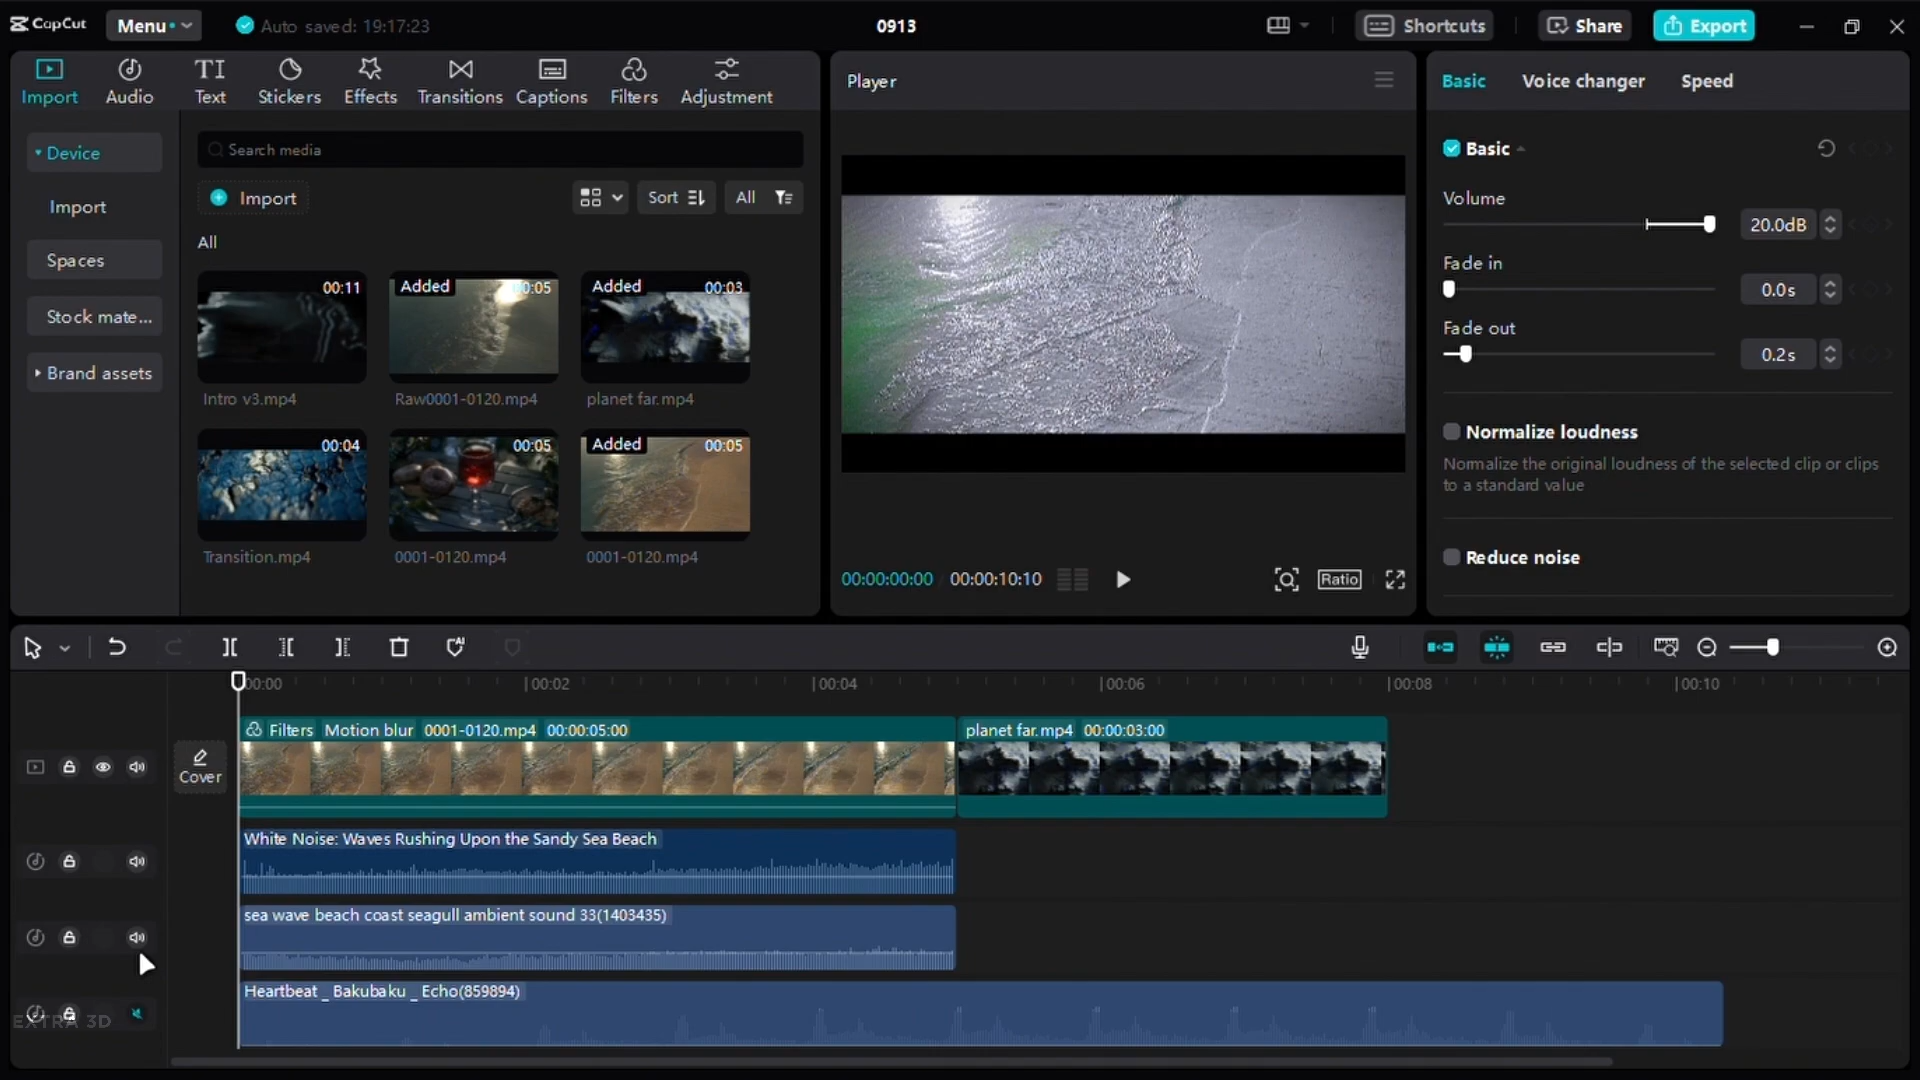 CapCut
Menu
Auto saved: 19:17:23
0913
Shortcuts
Share
Export
Import
Audio
TI
Text
Stickers
Effects
Transitions
Captions
Filters
Adjustment
Device
Import
Spaces
Stock mate...
Brand assets
Search media
Import
Sort
All
All
00:11
Intro v3.mp4
Added 00:05
Raw0001-0120.mp4
Added 00:03
planet far.mp4
00:04
Transition.mp4
00:05
0001-0120.mp4
Added 00:05
0001-0120.mp4
Player
00:00:00:00 00:00:10:10
Ratio
Basic
Voice changer
Speed
Basic
Volume
20.0dB
Fade in
0.0s
Fade out
0.2s
Normalize loudness
Normalize the original loudness of the selected clip or clips
to a standard value
Reduce noise
00:00
00:02
00:04
00:06
00:08
00:10
Cover
Filters Motion blur 0001-0120.mp4 00:00:05:00
planet far.mp4 00:00:03:00
White Noise: Waves Rushing Upon the Sandy Sea Beach
sea wave beach coast seagull ambient sound 33(1403435)
Heartbeat _ Bakubaku _ Echo(859894)
EXTRA 3D